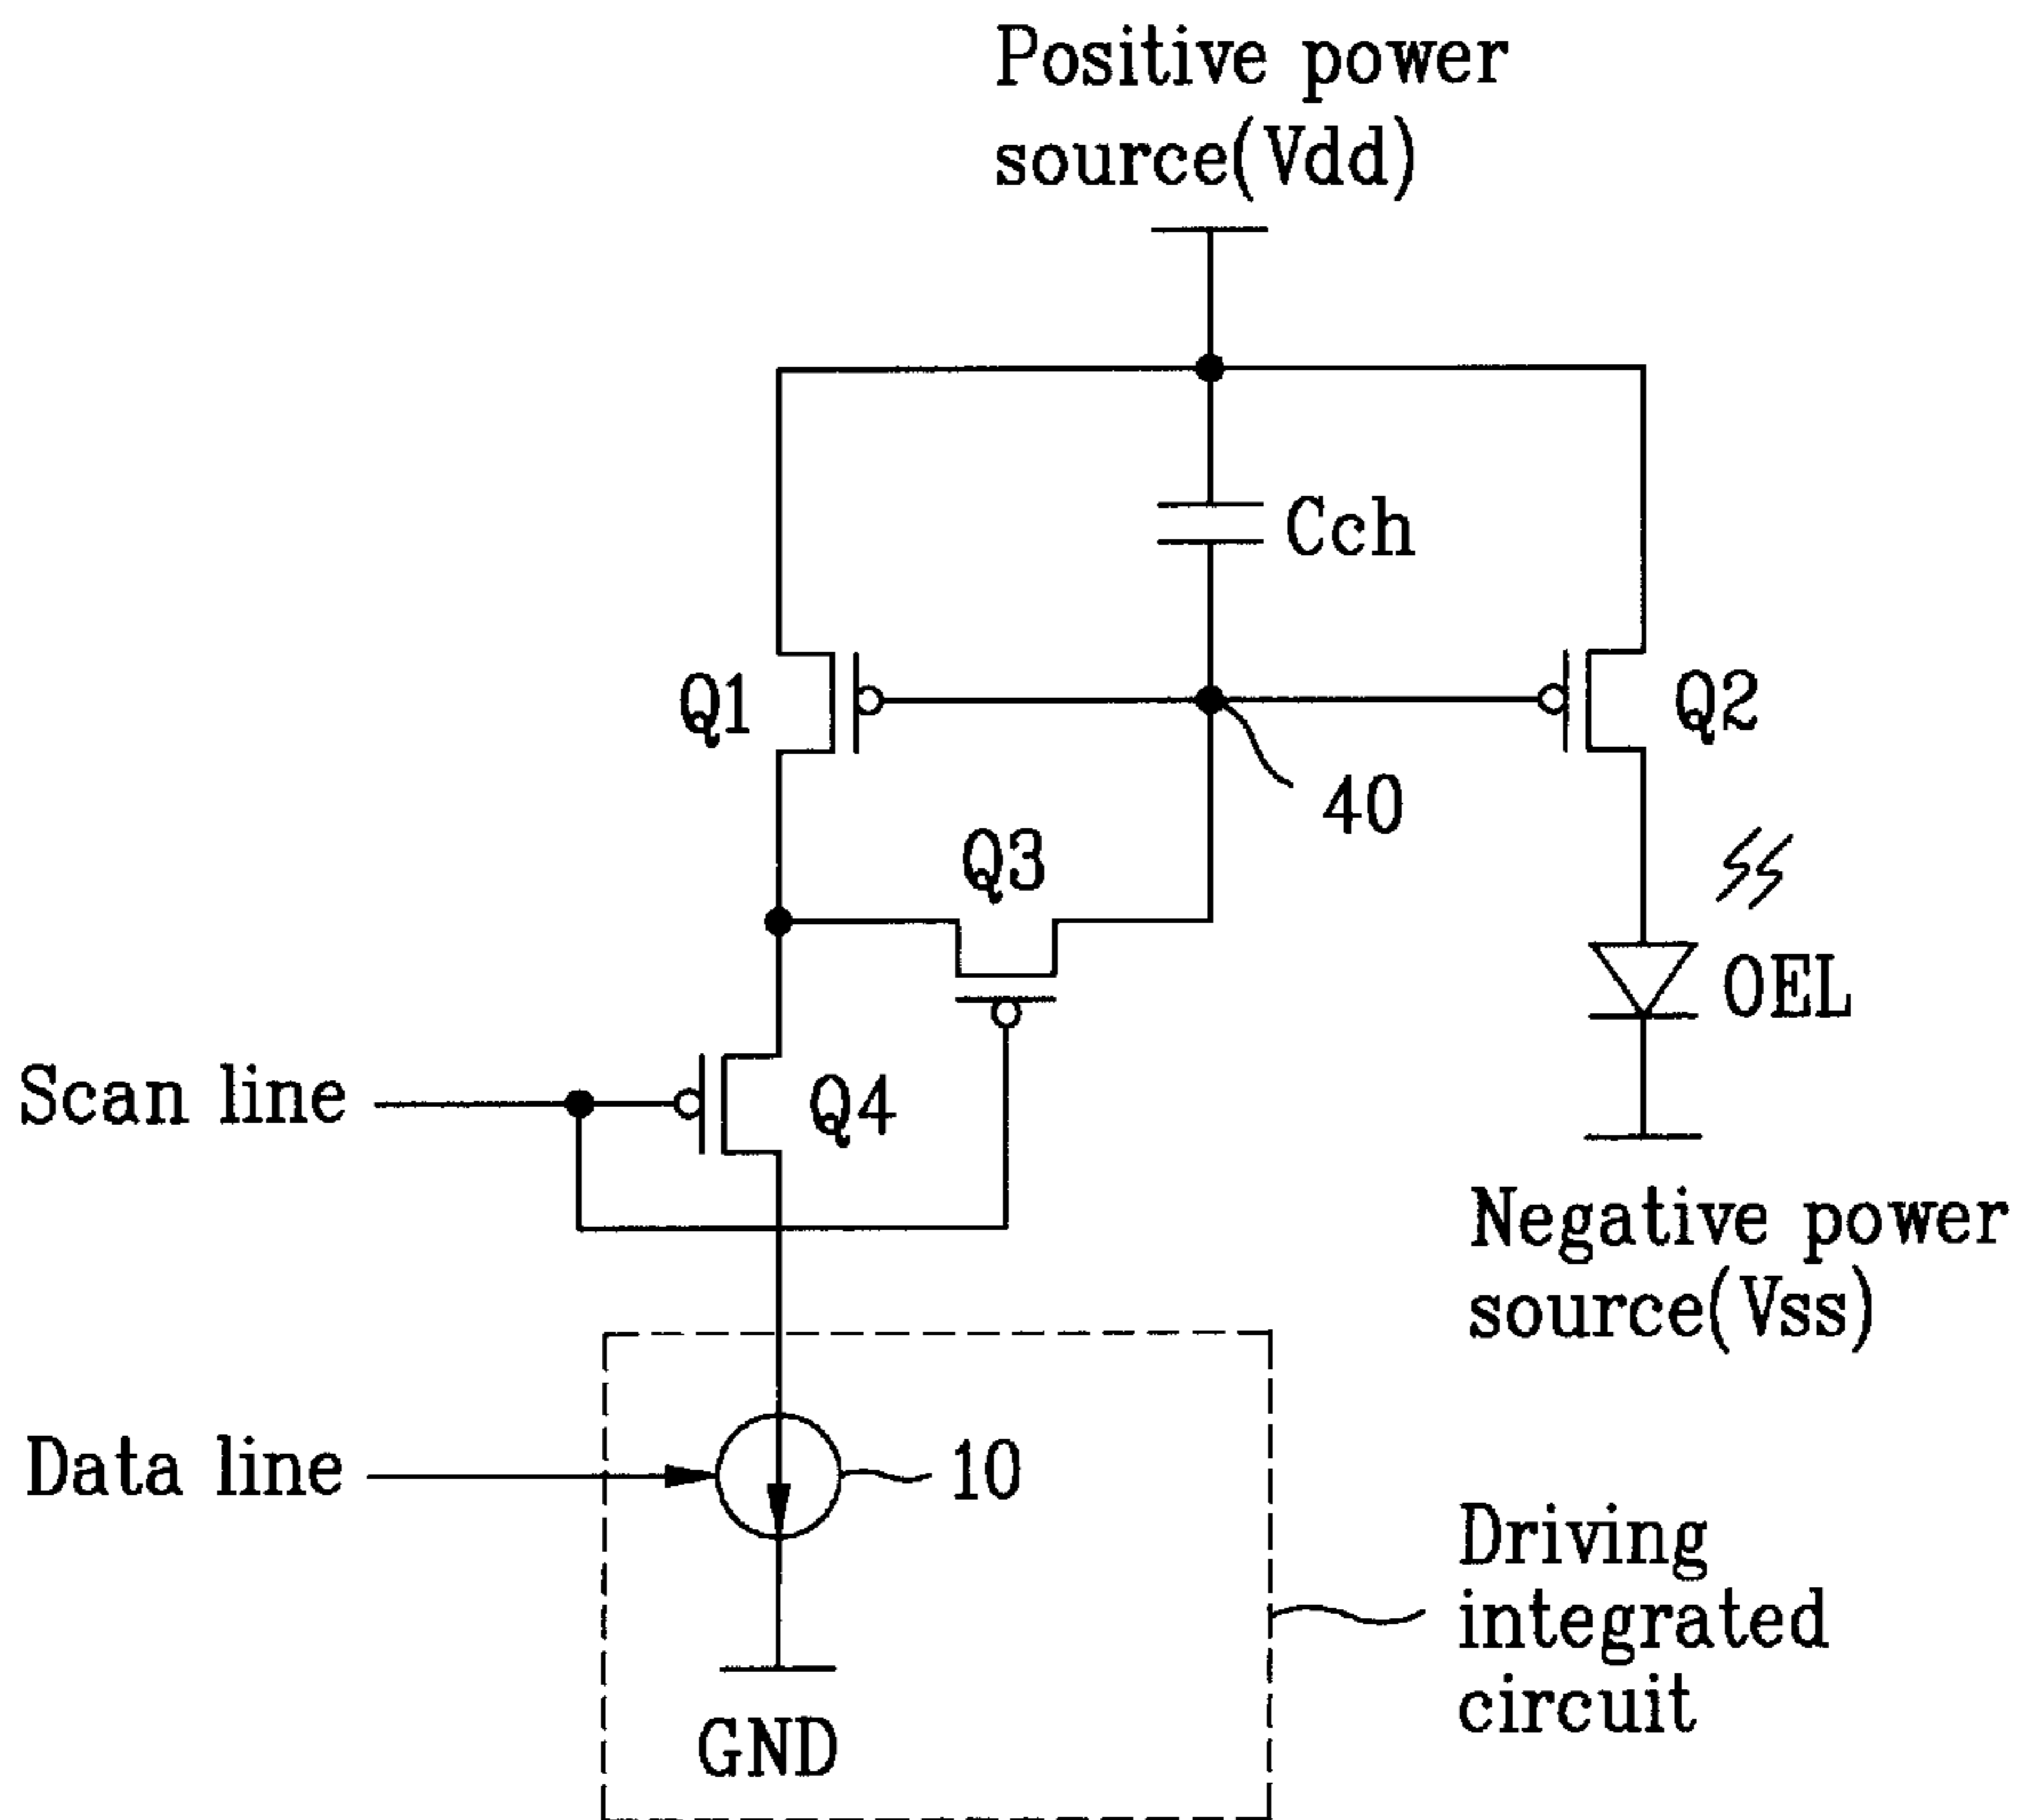 Positive power
source(Vdd)
Cch
Q1
Q2
40
Q3
OEL
Scan line
Q4
Negative power
source(Vss)
Data line
10
Driving
integrated
circuit
GND